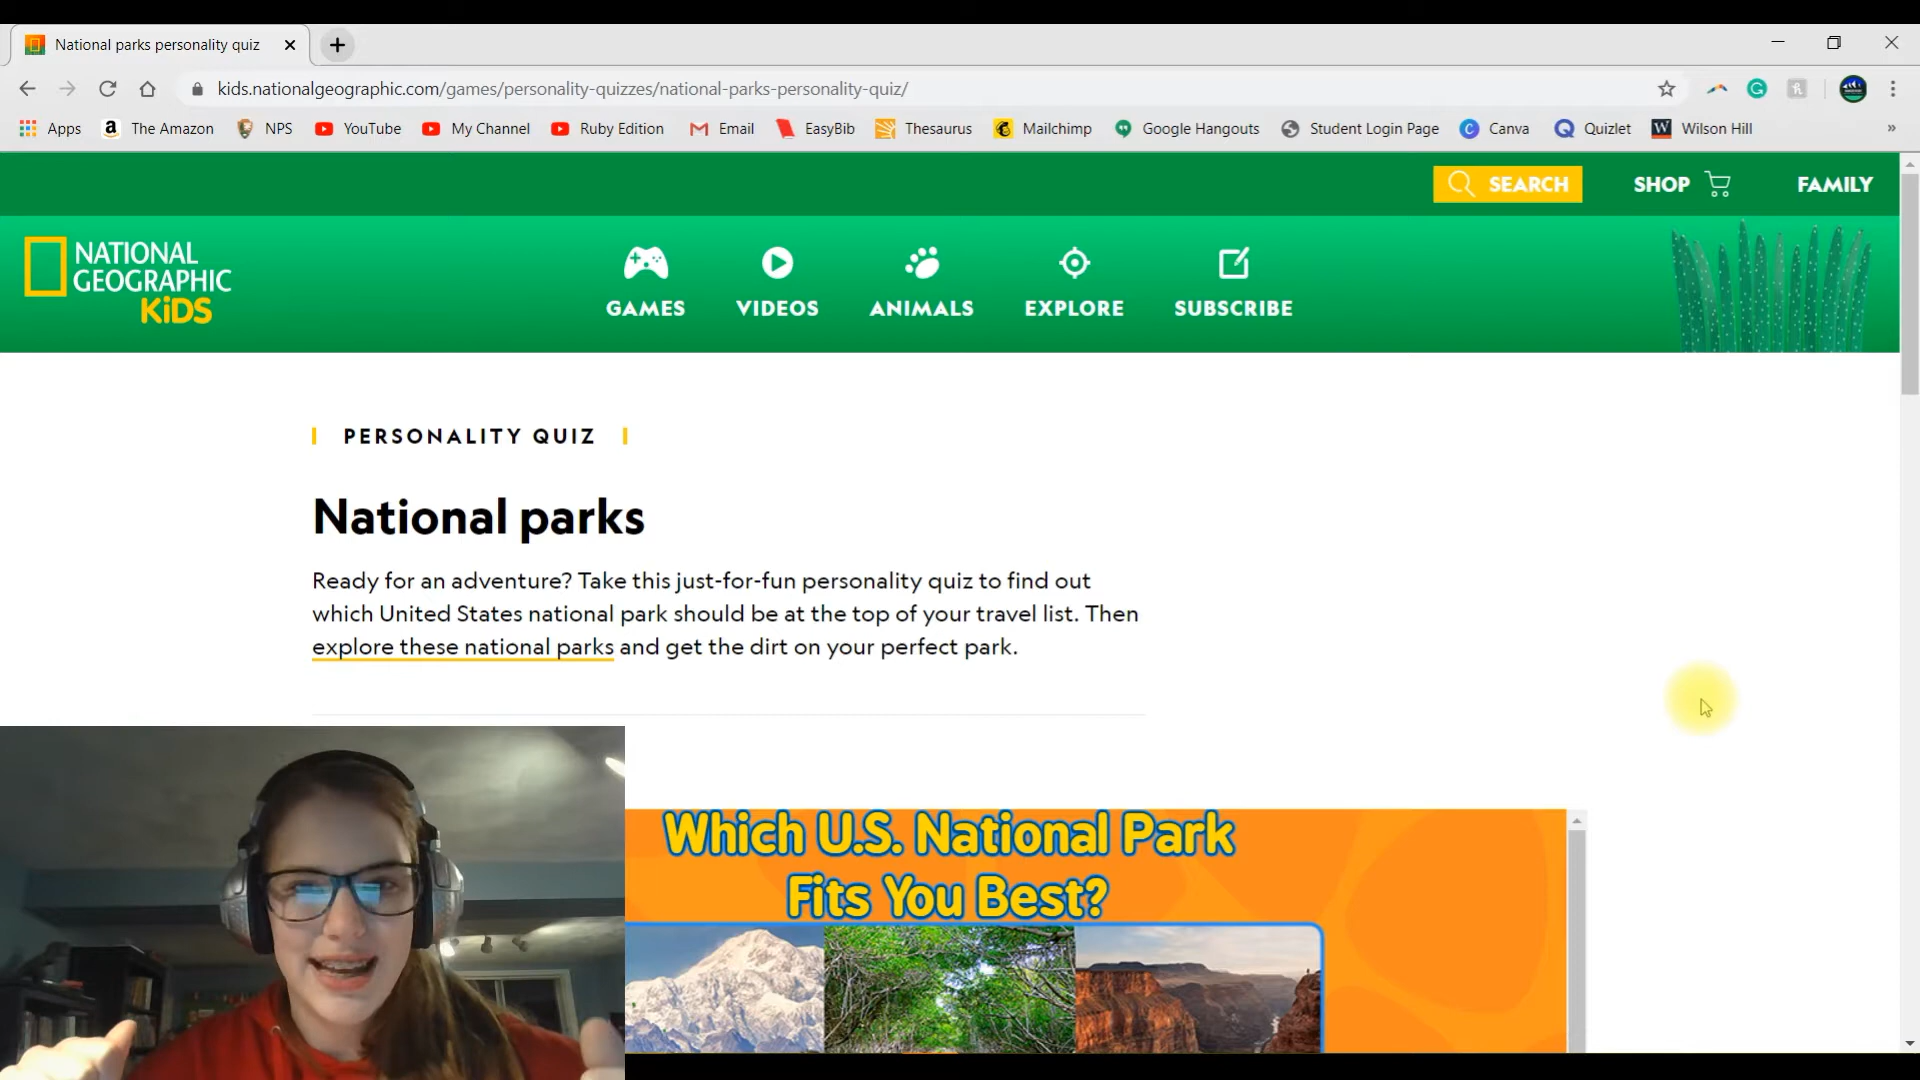 National parks personality quiz
kids.nationalgeographic.com/games/personality-quizzes/national-parks-personality-quiz/
Apps The Amazon NPS YouTube My Channel Ruby Edition Email EasyBib Thesaurus Mailchimp Google Hangouts Student Login Page Canva Quizlet Wilson Hill »
SEARCH SHOP FAMILY
NATIONAL
GEOGRAPHIC
KiDS
GAMES VIDEOS ANIMALS EXPLORE SUBSCRIBE
PERSONALITY QUIZ
National parks
Ready for an adventure? Take this just-for-fun personality quiz to find out
which United States national park should be at the top of your travel list. Then
explore these national parks and get the dirt on your perfect park.
Which U.S. National Park
Fits You Best?